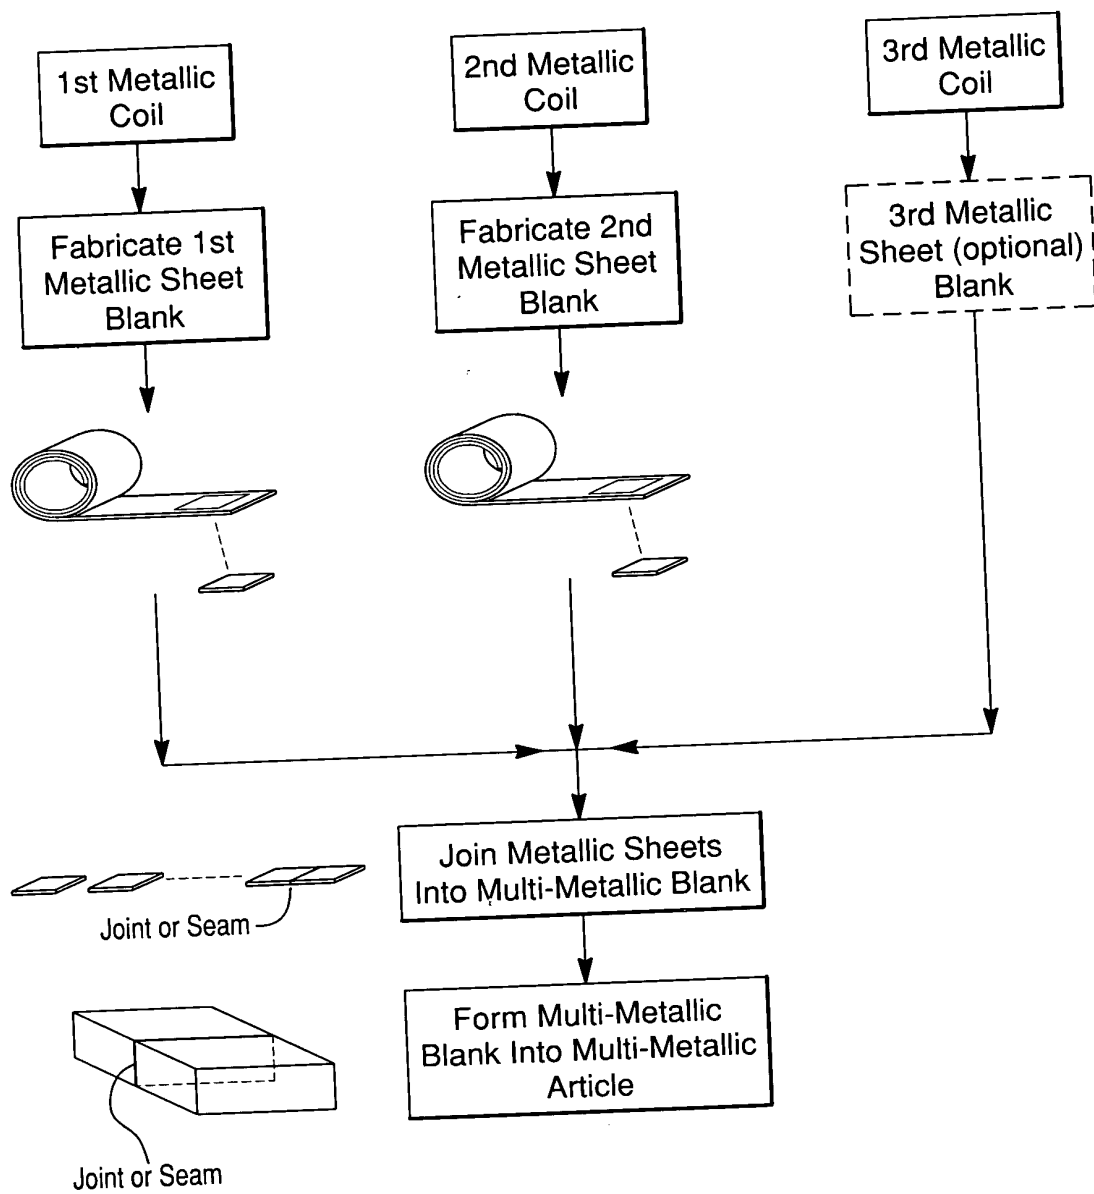 1st Metallic
Coil
2nd Metallic
Coil
3rd Metallic
Coil
Fabricate 1st
Metallic Sheet
Blank
Fabricate 2nd
Metallic Sheet
Blank
3rd Metallic
Sheet (optional)
Blank
Join Metallic Sheets
Into Multi-Metallic Blank
Joint or Seam
Form Multi-Metallic
Blank Into Multi-Metallic
Article
Joint or Seam